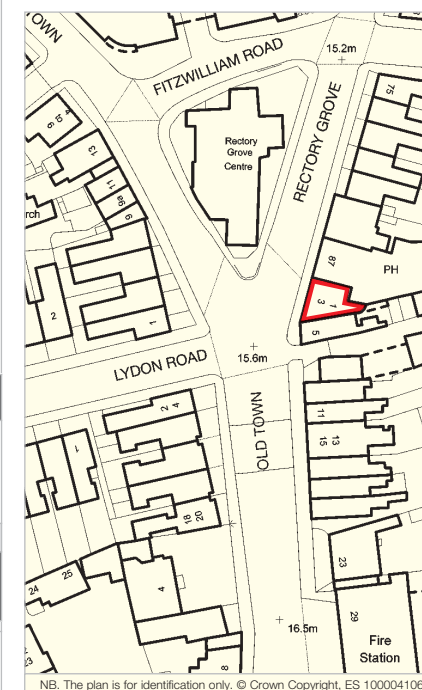 TOWN
FITZWILLIAM ROAD
15.2m
75
RECTORY GROVE
Rectory
Grove
Centre
13
11
9a
9
rch
87
PH
1
3
5
2
1
LYDON ROAD
15.6m
OLD TOWN
2
4
11
13
15
1
18
20
23
24
25
4
29
16.5m
Fire
Station
8
NB. The plan is for identification only. © Crown Copyright, ES 100004106